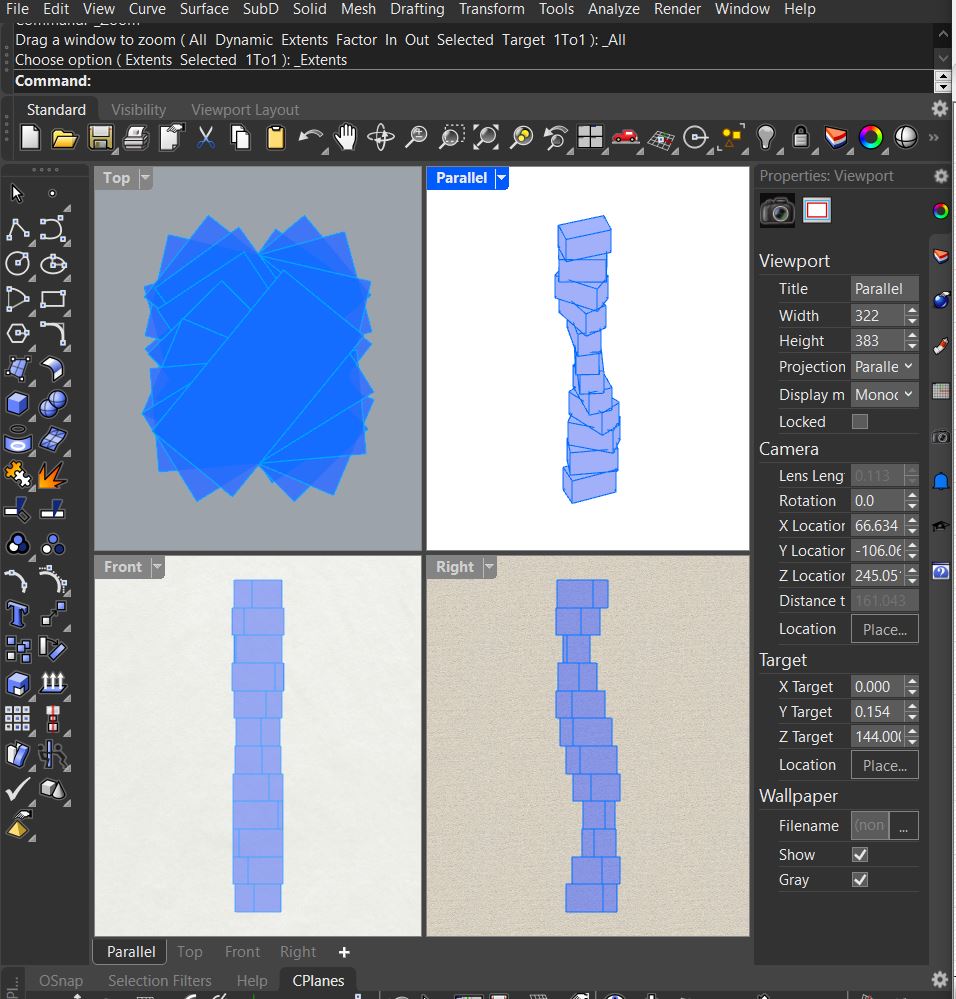 File Edit View Curve Surface SubD Solid Mesh Drafting Transform Tools Analyze Render Window Help
Drag a window to zoom ( All Dynamic Extents Factor In Out Selected Target 1To1 ): _All
Choose option ( Extents Selected 1To1 ): _Extents
Command:
Standard Visibility Viewport Layout
Top
Parallel
Properties: Viewport
Viewport
Title Parallel
Width 322
Height 383
Projection Paralle
Display m Monoc
Locked
Camera
Lens Leng 0.113
Rotation 0.0
X Location 66.634
Y Location -106.06
Z Location 245.05
Distance t 161.043
Location Place...
Target
X Target 0.000
Y Target 0.154
Z Target 144.000
Location Place...
Wallpaper
Filename (non ...
Show
Gray
Front
Right
Parallel Top Front Right
OSnap Selection Filters Help CPlanes